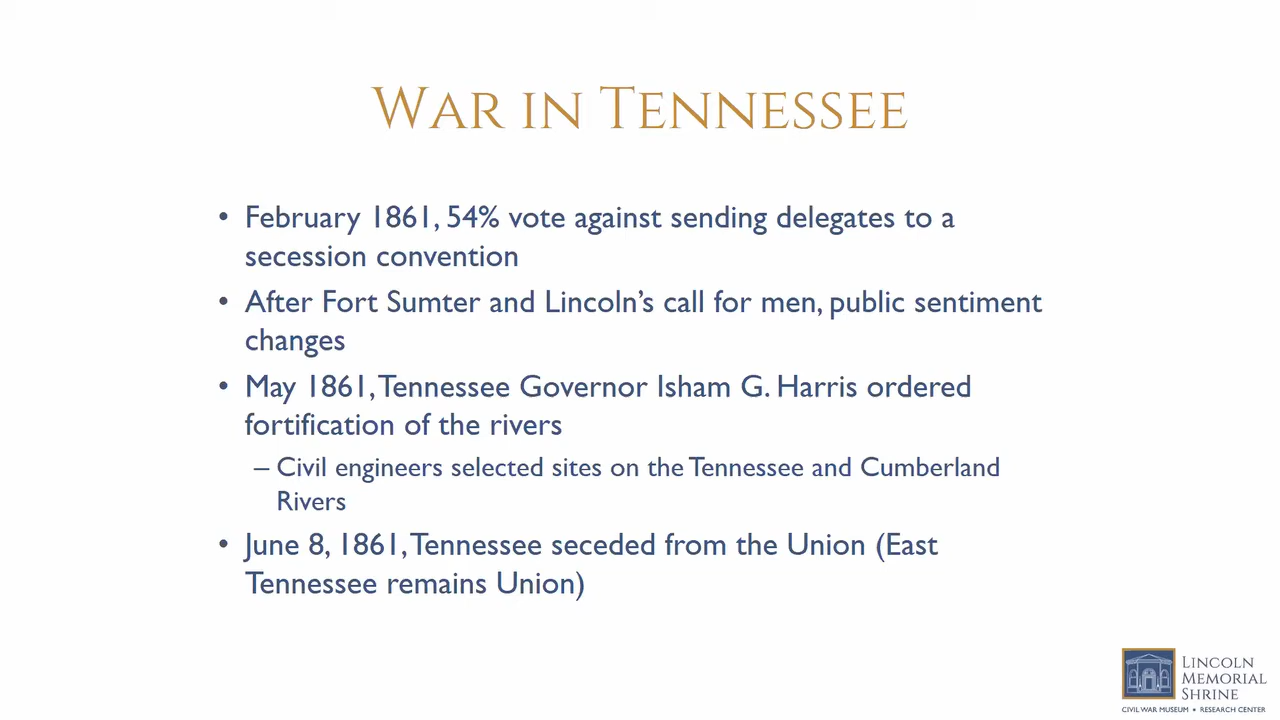 War in Tennessee
• February 1861, 54% vote against sending delegates to a
secession convention
• After Fort Sumter and Lincoln's call for men, public sentiment
changes
• May 1861, Tennessee Governor Isham G. Harris ordered
fortification of the rivers
– Civil engineers selected sites on the Tennessee and Cumberland
Rivers
• June 8, 1861, Tennessee seceded from the Union (East
Tennessee remains Union)
Lincoln
Memorial
Shrine
CIVIL WAR MUSEUM • RESEARCH CENTER